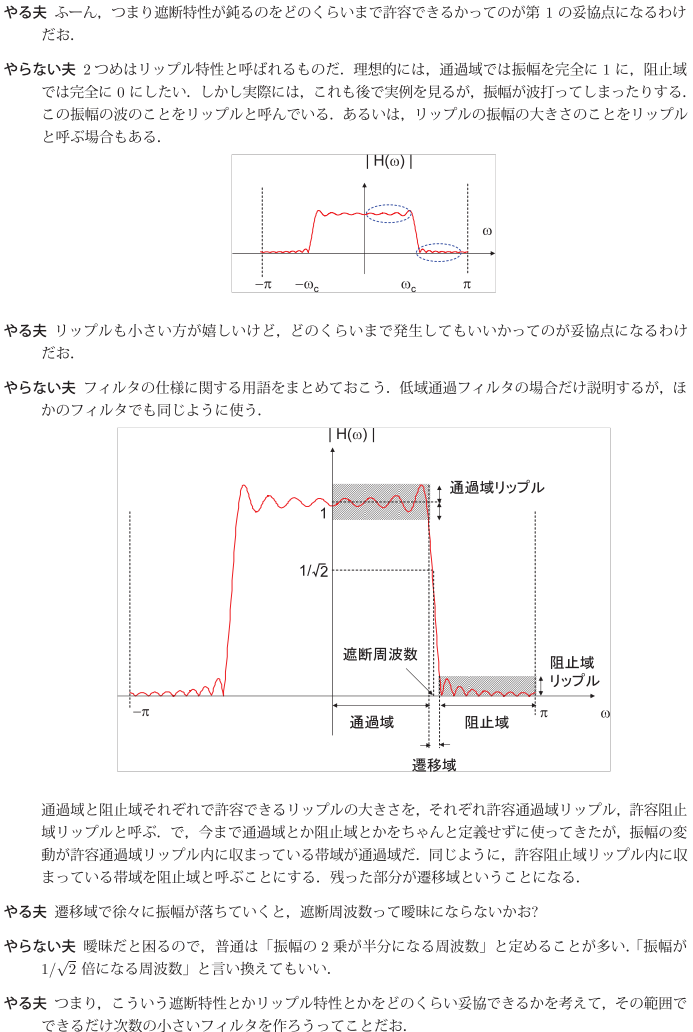 やる夫 ふーん，つまり遮断特性が鈍るのをどのくらいまで許容できるかってのが第 1 の妥協点になるわけ
だお．
やらない夫 2 つめはリップル特性と呼ばれるものだ．理想的には，通過域では振幅を完全に 1 に，阻止域
では完全に 0 にしたい．しかし実際には，これも後で実例を見るが，振幅が波打ってしまったりする．
この振幅の波のことをリップルと呼んでいる．あるいは，リップルの振幅の大きさのことをリップル
と呼ぶ場合もある．
| H(ω) |
ω
−π
−ωc
ωc
π
やる夫 リップルも小さい方が嬉しいけど，どのくらいまで発生してもいいかってのが妥協点になるわけ
だお．
やらない夫 フィルタの仕様に関する用語をまとめておこう．低域通過フィルタの場合だけ説明するが，ほ
かのフィルタでも同じように使う．
| H(ω) |
通過域リップル
1
1/√2
遮断周波数
阻止域
リップル
−π
通過域
阻止域
π
ω
遷移域
通過域と阻止域それぞれで許容できるリップルの大きさを，それぞれ許容通過域リップル，許容阻止
域リップルと呼ぶ．で，今まで通過域とか阻止域とかをちゃんと定義せずに使ってきたが，振幅の変
動が許容通過域リップル内に収まっている帯域が通過域だ．同じように，許容阻止域リップル内に収
まっている帯域を阻止域と呼ぶことにする．残った部分が遷移域ということになる．
やる夫 遷移域で徐々に振幅が落ちていくと，遮断周波数って曖昧にならないかお?
やらない夫 曖昧だと困るので，普通は「振幅の 2 乗が半分になる周波数」と定めることが多い．「振幅が
1/√2 倍になる周波数」と言い換えてもいい．
やる夫 つまり，こういう遮断特性とかリップル特性とかをどのくらい妥協できるかを考えて，その範囲で
できるだけ次数の小さいフィルタを作ろうってことだお．